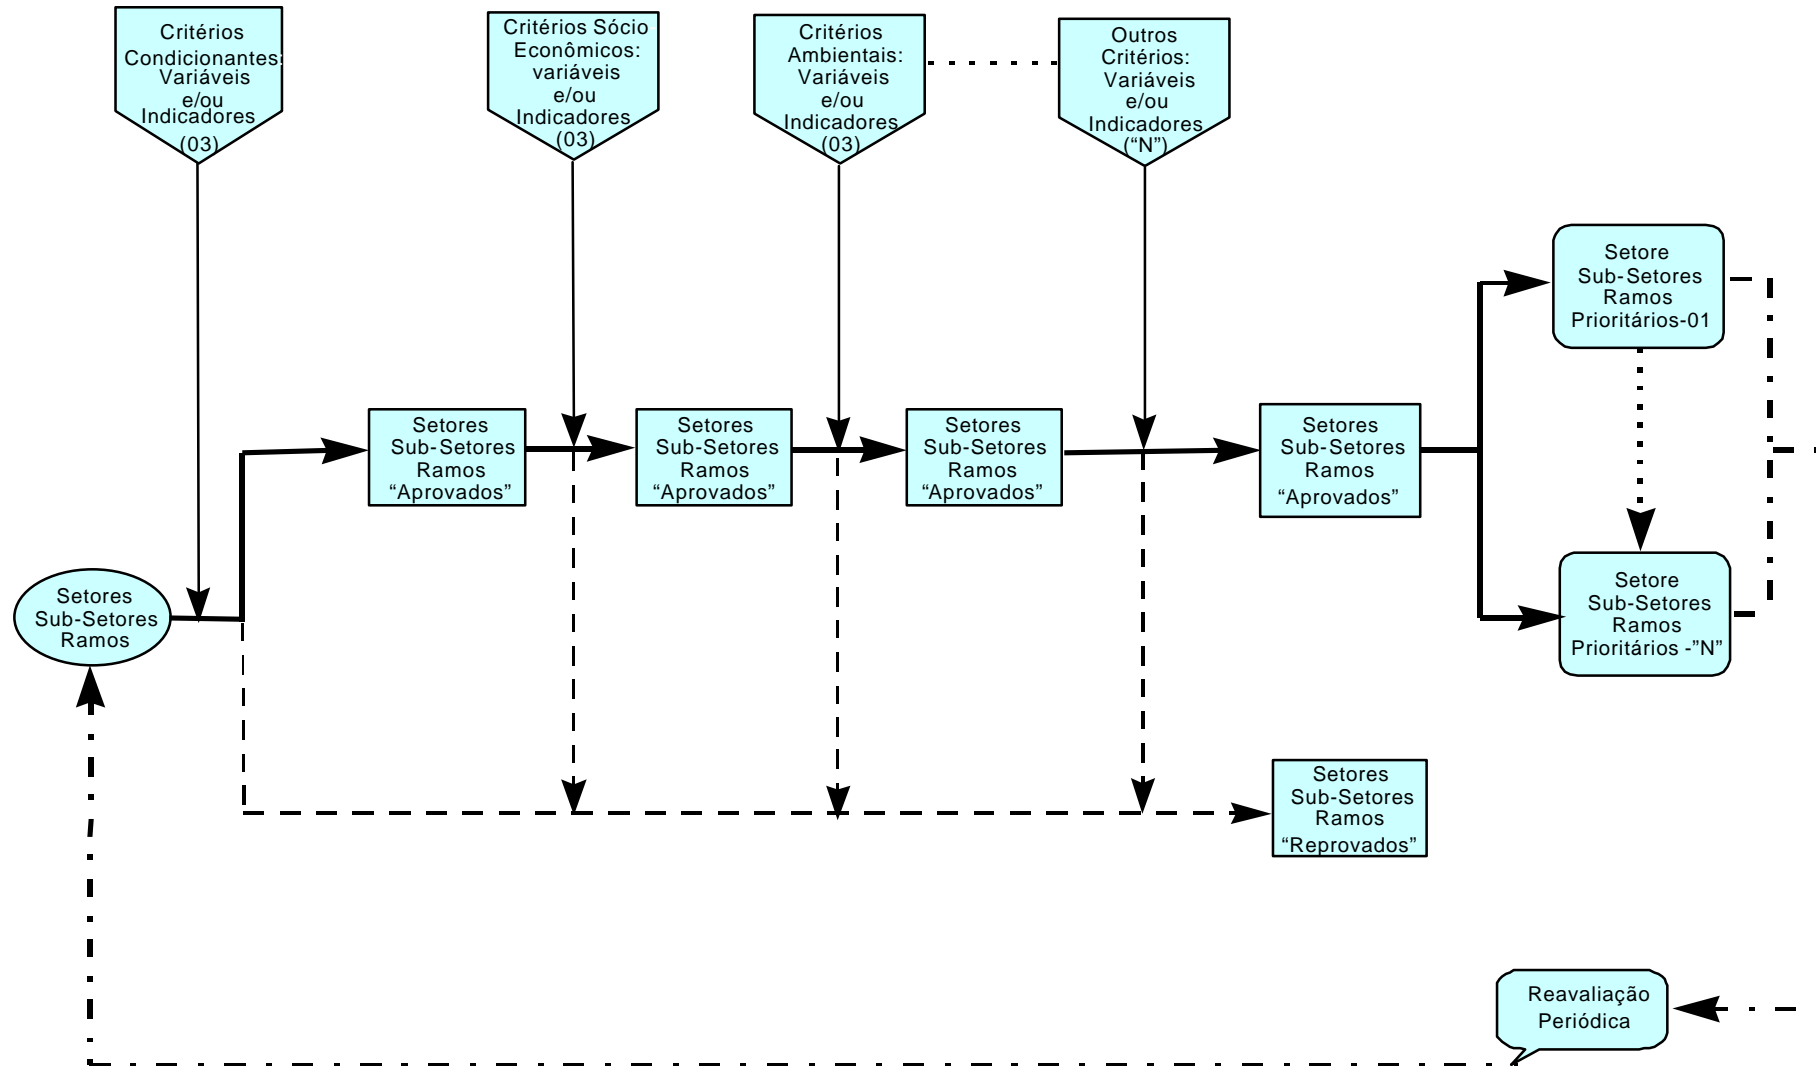 Critérios
Condicionantes:
Variáveis
e/ou
Indicadores
(03)
Critérios Sócio
Econômicos:
variáveis
e/ou
Indicadores
(03)
Critérios
Ambientais:
Variáveis
e/ou
Indicadores
(03)
Outros
Critérios:
Variáveis
e/ou
Indicadores
(“N”)
Setores
Sub-Setores
Ramos
Setores
Sub-Setores
Ramos
“Aprovados”
Setores
Sub-Setores
Ramos
“Aprovados”
Setores
Sub-Setores
Ramos
“Aprovados”
Setores
Sub-Setores
Ramos
“Aprovados”
Setore
Sub-Setores
Ramos
Prioritários-01
Setore
Sub-Setores
Ramos
Prioritários -”N”
Setores
Sub-Setores
Ramos
“Reprovados”
Reavaliação
Periódica